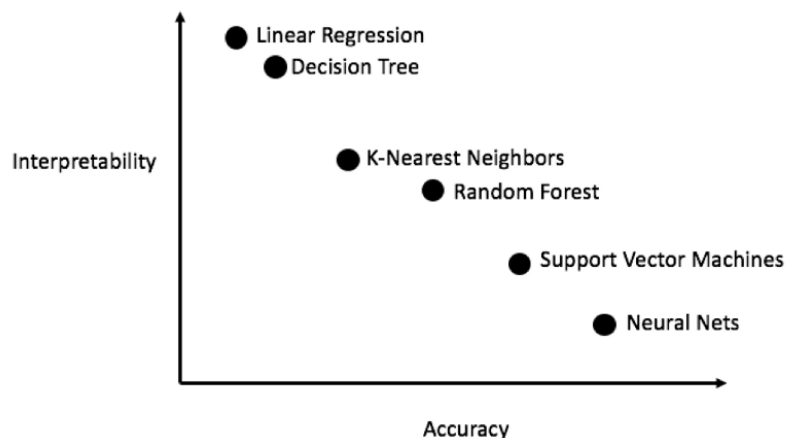 Linear Regression
Decision Tree
Interpretability
K-Nearest Neighbors
Random Forest
Support Vector Machines
Neural Nets
Accuracy